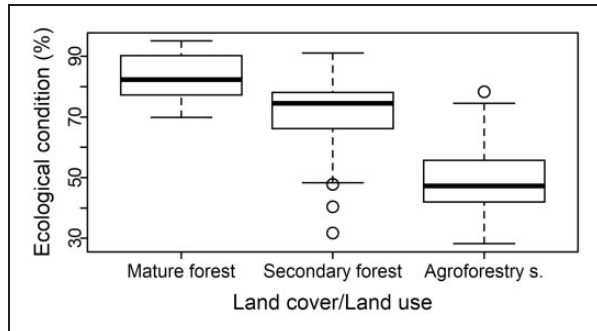 Ecological condition (%)
90
70
50
30
Mature forest Secondary forest Agroforestry s.
Land cover/Land use